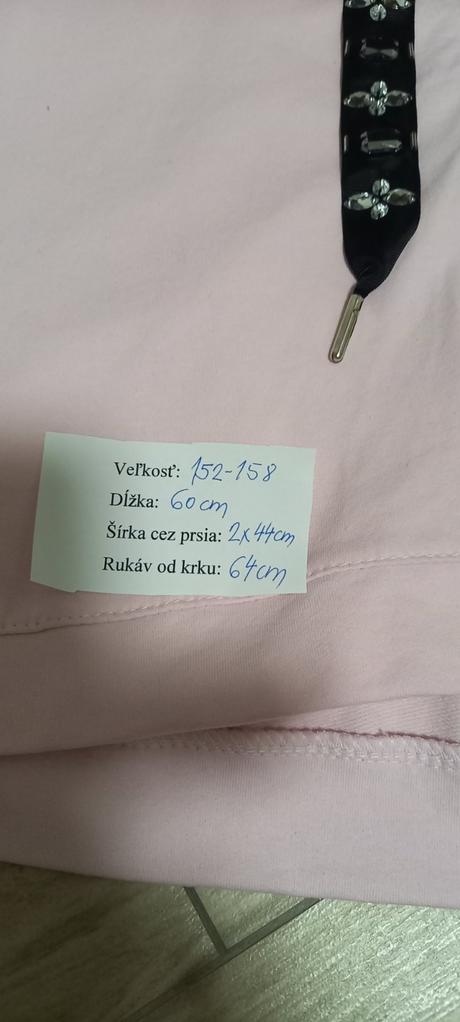 Veľkosť: 152-158
Dĺžka: 60cm
Šírka cez prsia: 2x44cm
Rukáv od krku: 64cm